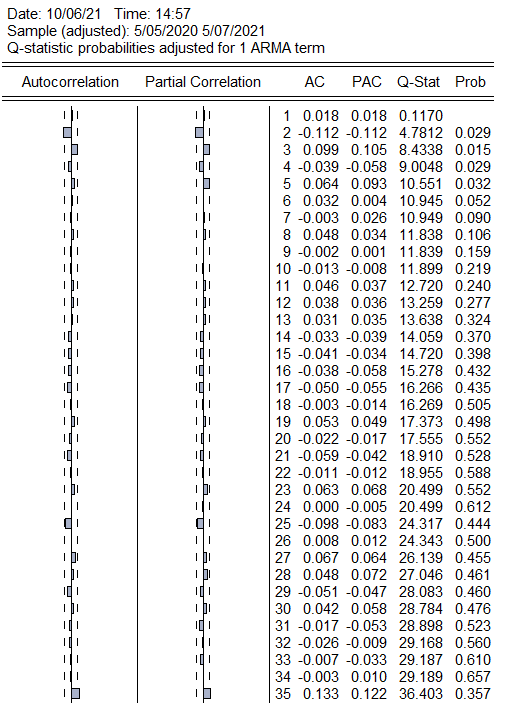 Date: 10/06/21 Time: 14:57
Sample (adjusted): 5/05/2020 5/07/2021
Q-statistic probabilities adjusted for 1 ARMA term
Autocorrelation Partial Correlation AC PAC Q-Stat Prob
1 0.018 0.018 0.1170
2 -0.112 -0.112 4.7812 0.029
3 0.099 0.105 8.4338 0.015
4 -0.039 -0.058 9.0048 0.029
5 0.064 0.093 10.551 0.032
6 0.032 0.004 10.945 0.052
7 -0.003 0.026 10.949 0.090
8 0.048 0.034 11.838 0.106
9 -0.002 0.001 11.839 0.159
10 -0.013 -0.008 11.899 0.219
11 0.046 0.037 12.720 0.240
12 0.038 0.036 13.259 0.277
13 0.031 0.035 13.638 0.324
14 -0.033 -0.039 14.059 0.370
15 -0.041 -0.034 14.720 0.398
16 -0.038 -0.058 15.278 0.432
17 -0.050 -0.055 16.266 0.435
18 -0.003 -0.014 16.269 0.505
19 0.053 0.049 17.373 0.498
20 -0.022 -0.017 17.555 0.552
21 -0.059 -0.042 18.910 0.528
22 -0.011 -0.012 18.955 0.588
23 0.063 0.068 20.499 0.552
24 0.000 -0.005 20.499 0.612
25 -0.098 -0.083 24.317 0.444
26 0.008 0.012 24.343 0.500
27 0.067 0.064 26.139 0.455
28 0.048 0.072 27.046 0.461
29 -0.051 -0.047 28.083 0.460
30 0.042 0.058 28.784 0.476
31 -0.017 -0.053 28.898 0.523
32 -0.026 -0.009 29.168 0.560
33 -0.007 -0.033 29.187 0.610
34 -0.003 0.010 29.189 0.657
35 0.133 0.122 36.403 0.357